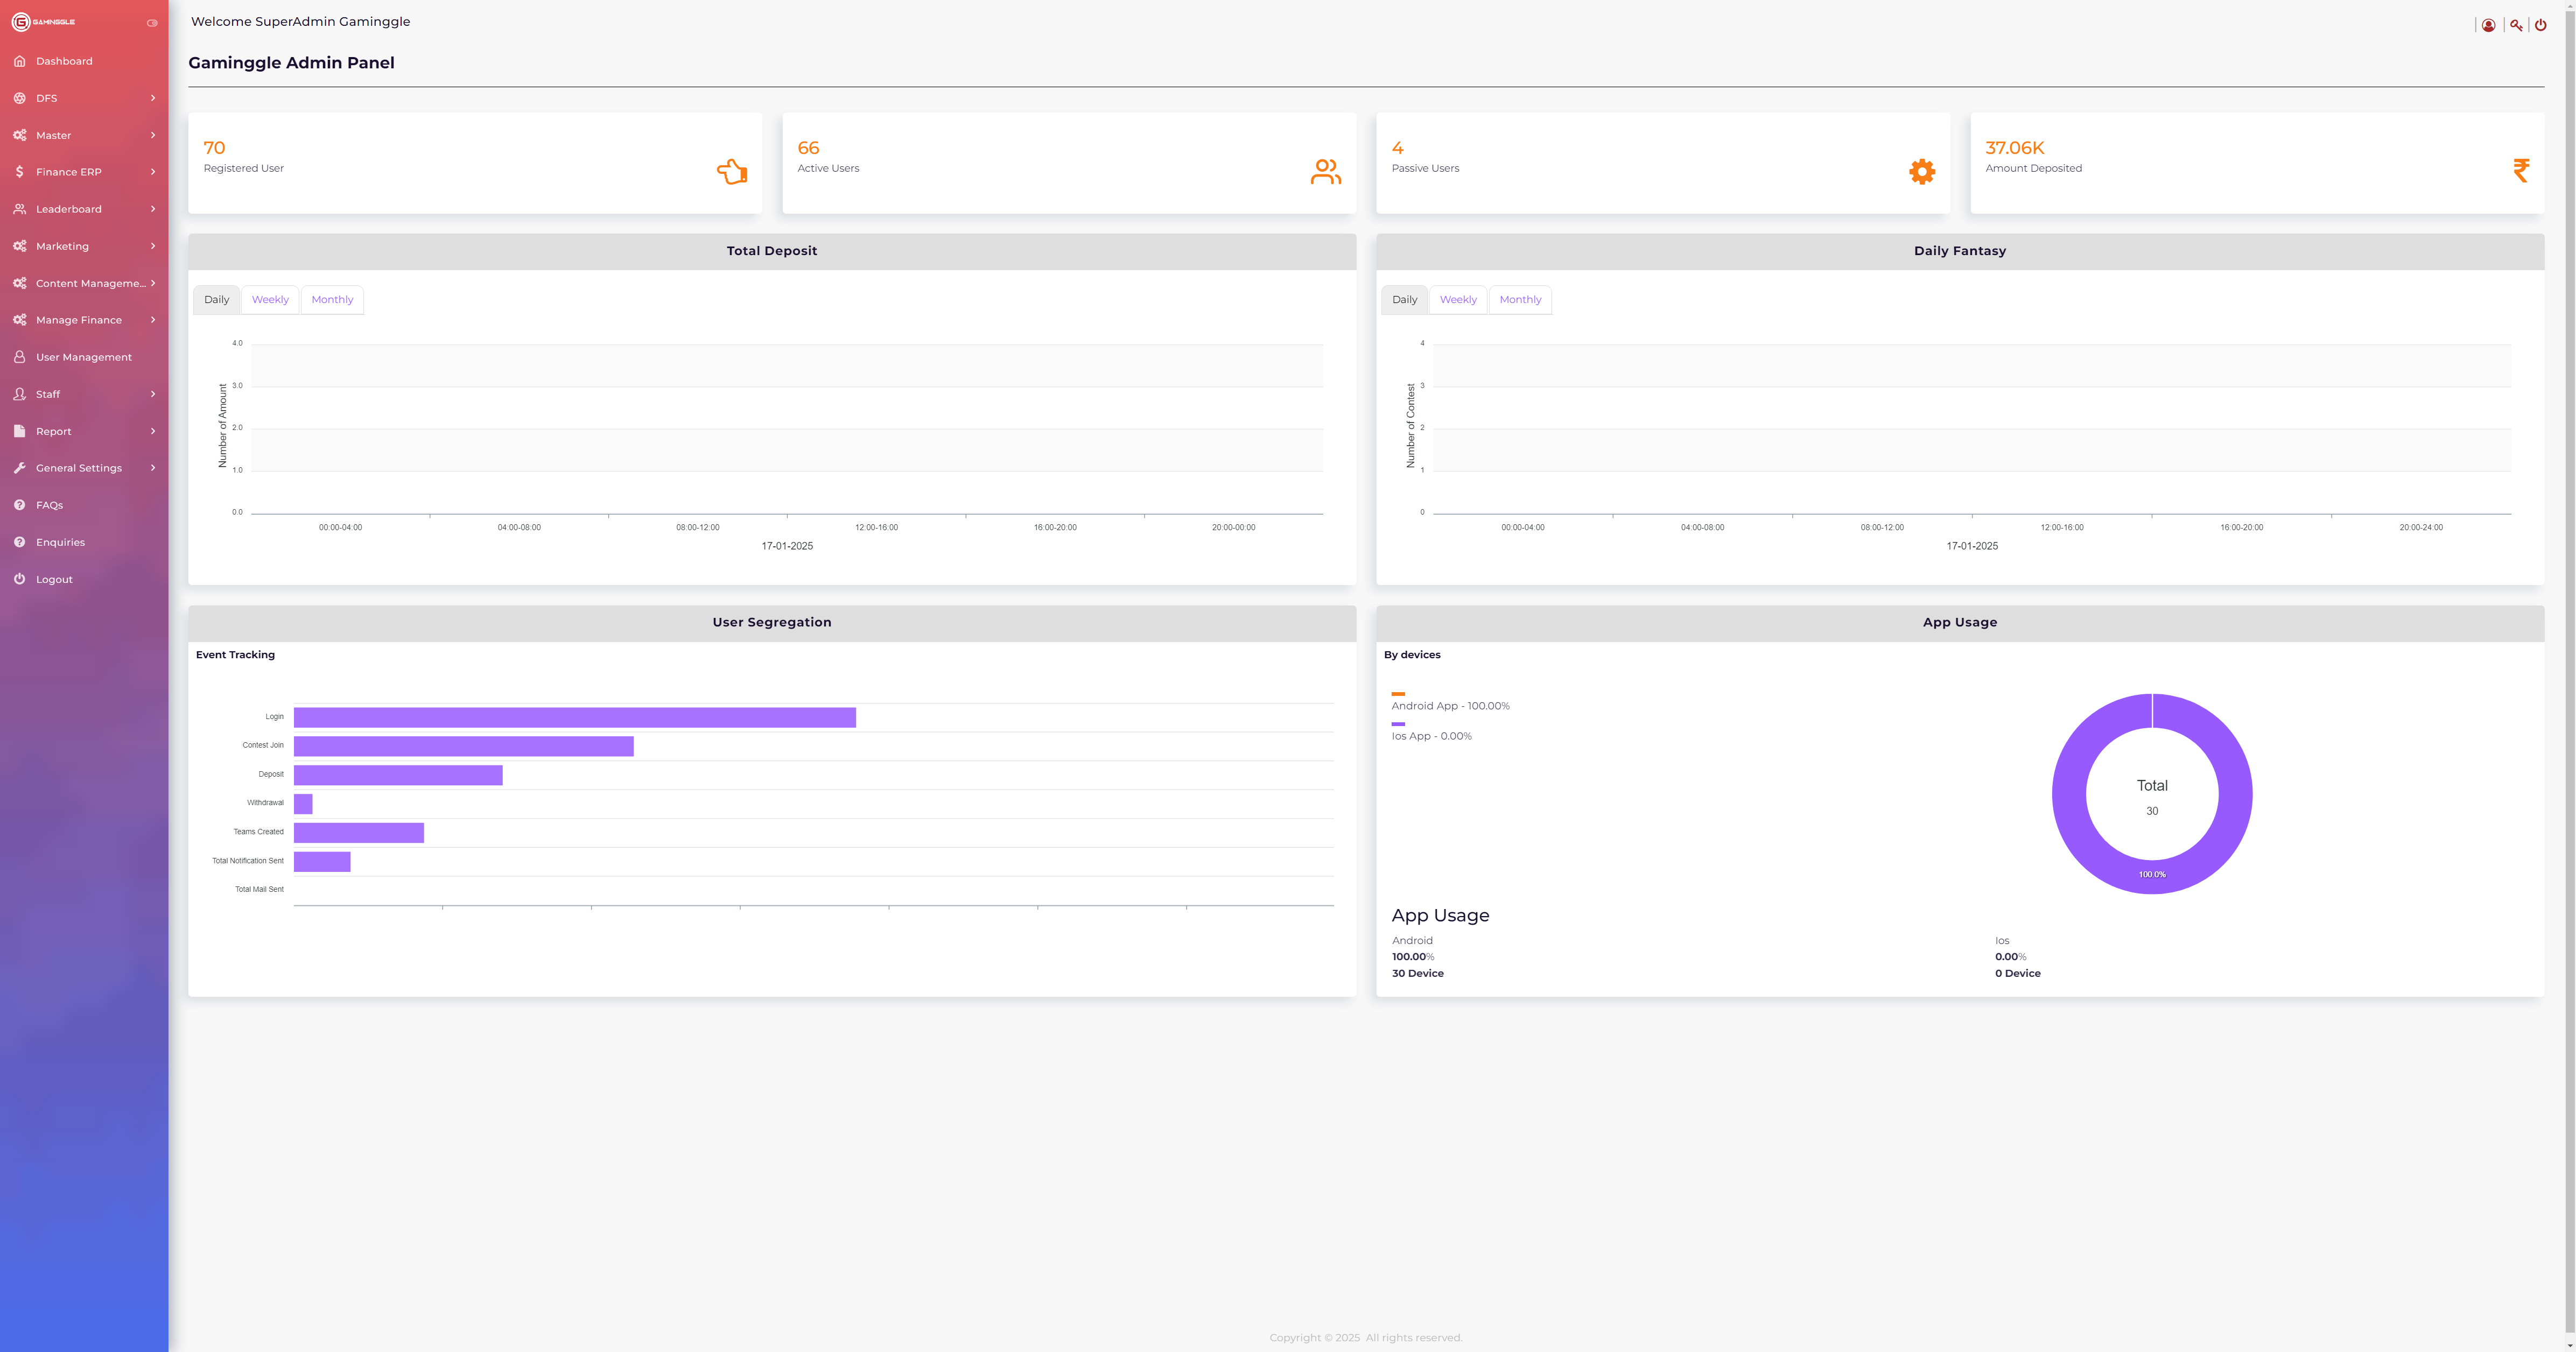 GAMINGGLE
Welcome SuperAdmin Gaminggle
Dashboard
DFS
Master
Finance ERP
Leaderboard
Marketing
Content Manageme...
Manage Finance
User Management
Staff
Report
General Settings
FAQs
Enquiries
Logout
Gaminggle Admin Panel
70
Registered User
66
Active Users
4
Passive Users
37.06K
Amount Deposited
Total Deposit
Daily Weekly Monthly
Number of Amount
4.0
3.0
2.0
1.0
0.0
00:00-04:00 04:00-08:00 08:00-12:00 12:00-16:00 16:00-20:00 20:00-00:00
17-01-2025
Daily Fantasy
Daily Weekly Monthly
Number of Contest
4
3
2
1
0
00:00-04:00 04:00-08:00 08:00-12:00 12:00-16:00 16:00-20:00 20:00-24:00
17-01-2025
User Segregation
Event Tracking
Login
Contest Join
Deposit
Withdrawal
Teams Created
Total Notification Sent
Total Mail Sent
App Usage
By devices
Android App - 100.00%
Ios App - 0.00%
Total
30
100.0%
App Usage
Android
100.00%
30 Device
Ios
0.00%
0 Device
Copyright © 2025 All rights reserved.